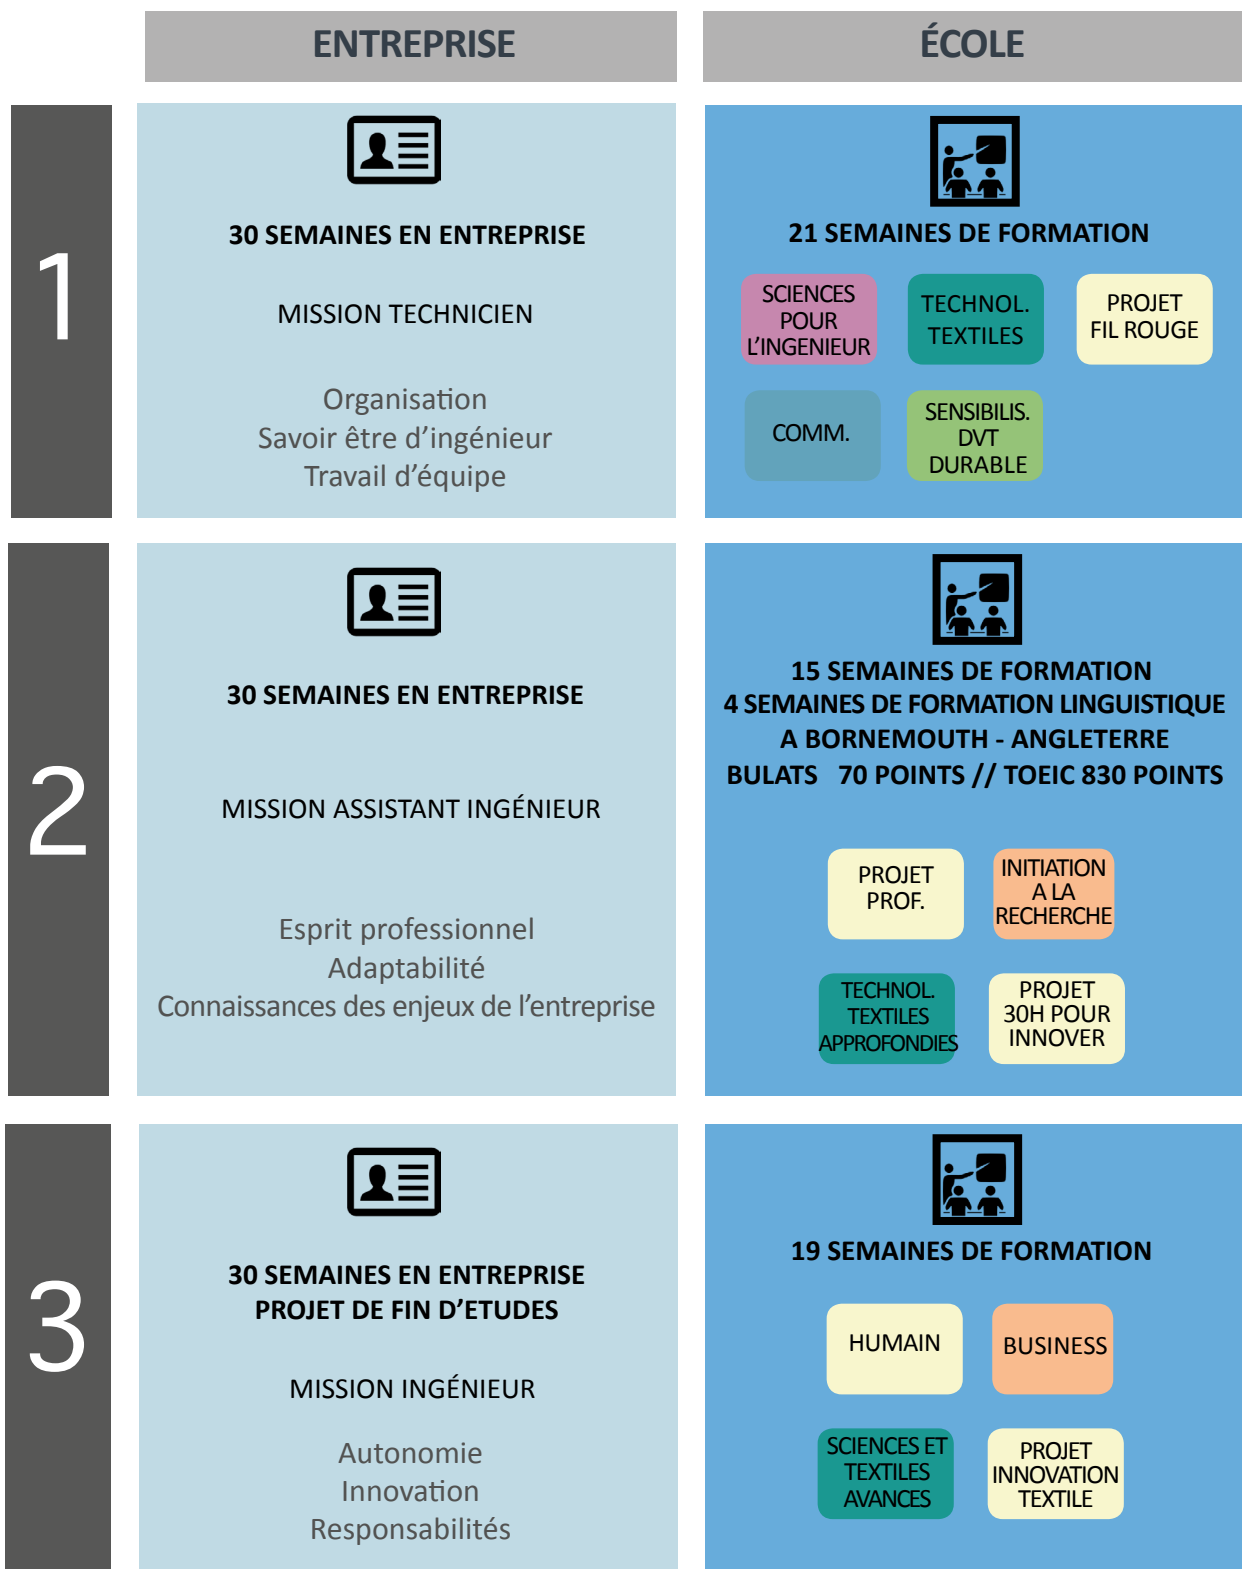 ENTREPRISE
ÉCOLE
1
30 SEMAINES EN ENTREPRISE
MISSION TECHNICIEN
Organisation
Savoir être d'ingénieur
Travail d'équipe
21 SEMAINES DE FORMATION
SCIENCES
POUR
L'INGENIEUR
TECHNOL.
TEXTILES
PROJET
FIL ROUGE
COMM.
SENSIBILIS.
DVT
DURABLE
2
30 SEMAINES EN ENTREPRISE
MISSION ASSISTANT INGÉNIEUR
Esprit professionnel
Adaptabilité
Connaissances des enjeux de l'entreprise
15 SEMAINES DE FORMATION
4 SEMAINES DE FORMATION LINGUISTIQUE
A BORNEMOUTH - ANGLETERRE
BULATS 70 POINTS // TOEIC 830 POINTS
PROJET
PROF.
INITIATION
A LA
RECHERCHE
TECHNOL.
TEXTILES
APPROFONDIES
PROJET
30H POUR
INNOVER
3
30 SEMAINES EN ENTREPRISE
PROJET DE FIN D'ETUDES
MISSION INGÉNIEUR
Autonomie
Innovation
Responsabilités
19 SEMAINES DE FORMATION
HUMAIN
BUSINESS
SCIENCES ET
TEXTILES
AVANCES
PROJET
INNOVATION
TEXTILE